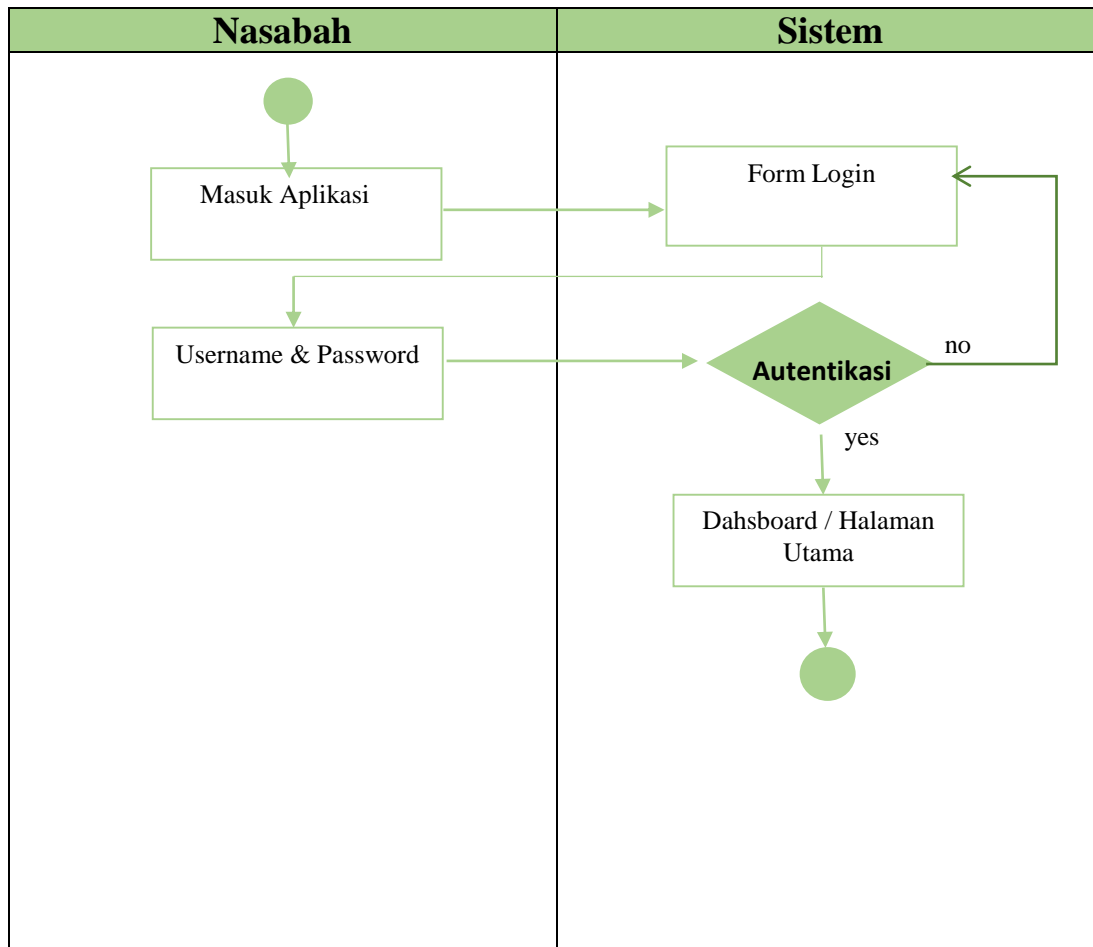 Nasabah
Sistem
Masuk Aplikasi
Form Login
Username & Password
Autentikasi
no
yes
Dahsboard / Halaman
Utama